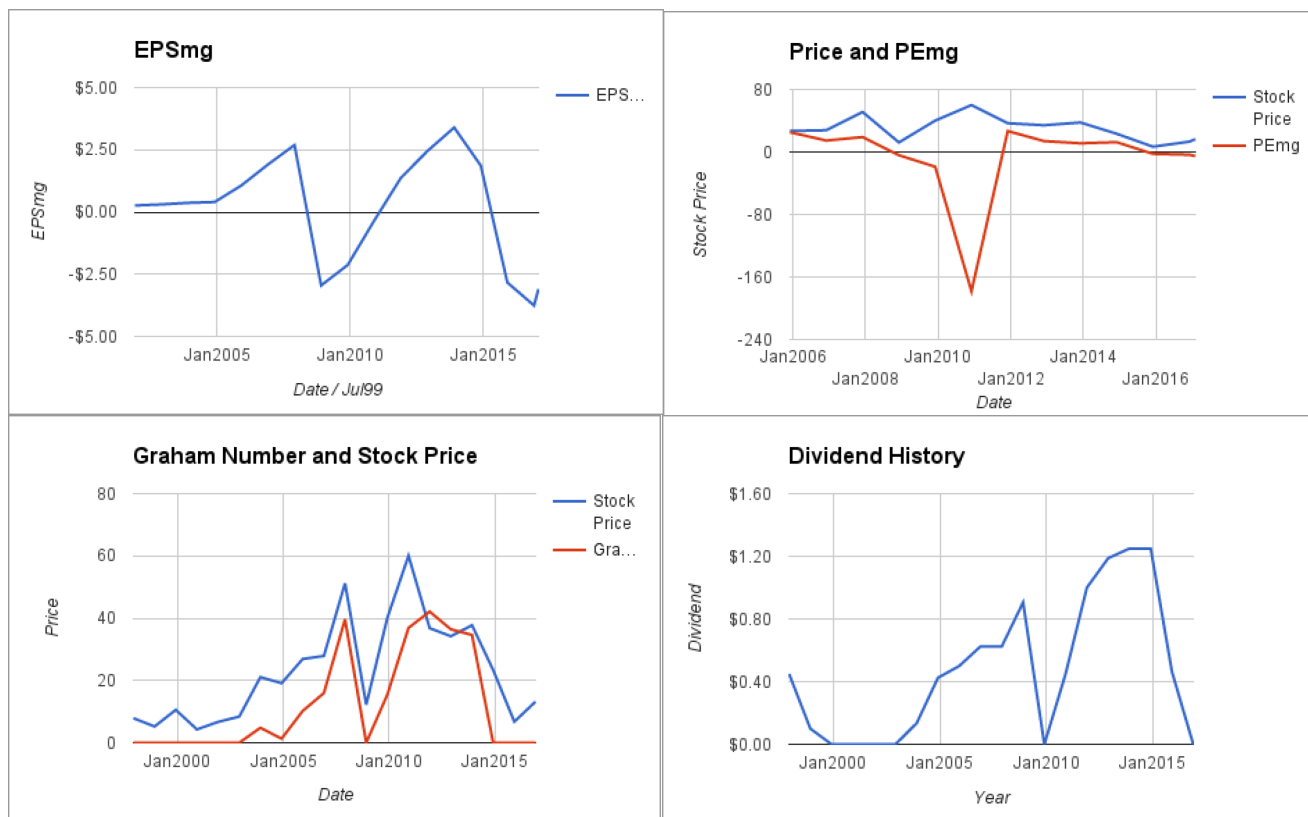 EPSmg
$5.00
$2.50
$0.00
-$2.50
-$5.00
EPSmg
Jan2005
Jan2010
Jan2015
Date / Jul99
EPS…
Price and PEmg
80
0
-80
-160
-240
Stock Price
Jan2006
Jan2008
Jan2010
Jan2012
Jan2014
Jan2016
Date
Stock
Price
PEmg
Graham Number and Stock Price
80
60
40
20
0
Price
Jan2000
Jan2005
Jan2010
Jan2015
Date
Stock
Price
Gra…
Dividend History
$1.60
$1.20
$0.80
$0.40
$0.00
Dividend
Jan2000
Jan2005
Jan2010
Jan2015
Year